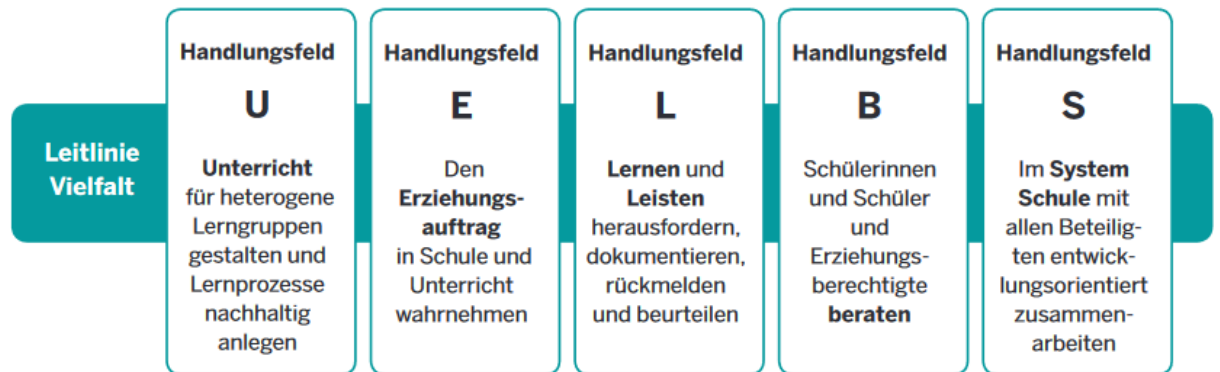 Leitlinie
Vielfalt
Handlungsfeld
U
Unterricht
für heterogene
Lerngruppen
gestalten und
Lernprozesse
nachhaltig
anlegen
Handlungsfeld
E
Den
Erziehungs-
auftrag
in Schule und
Unterricht
wahrnehmen
Handlungsfeld
L
Lernen und
Leisten
herausfordern,
dokumentieren,
rückmelden
und beurteilen
Handlungsfeld
B
Schülerinnen
und Schüler
und
Erziehungs-
berechtigte
beraten
Handlungsfeld
S
Im System
Schule mit
allen Beteilig-
ten entwick-
lungsorientiert
zusammen-
arbeiten